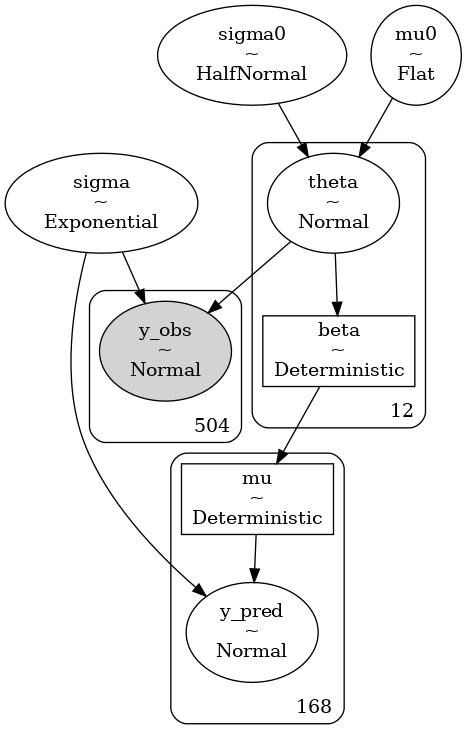 sigma0
~
HalfNormal
mu0
~
Flat
sigma
~
Exponential
theta
~
Normal
y_obs
~
Normal
504
beta
~
Deterministic
12
mu
~
Deterministic
y_pred
~
Normal
168